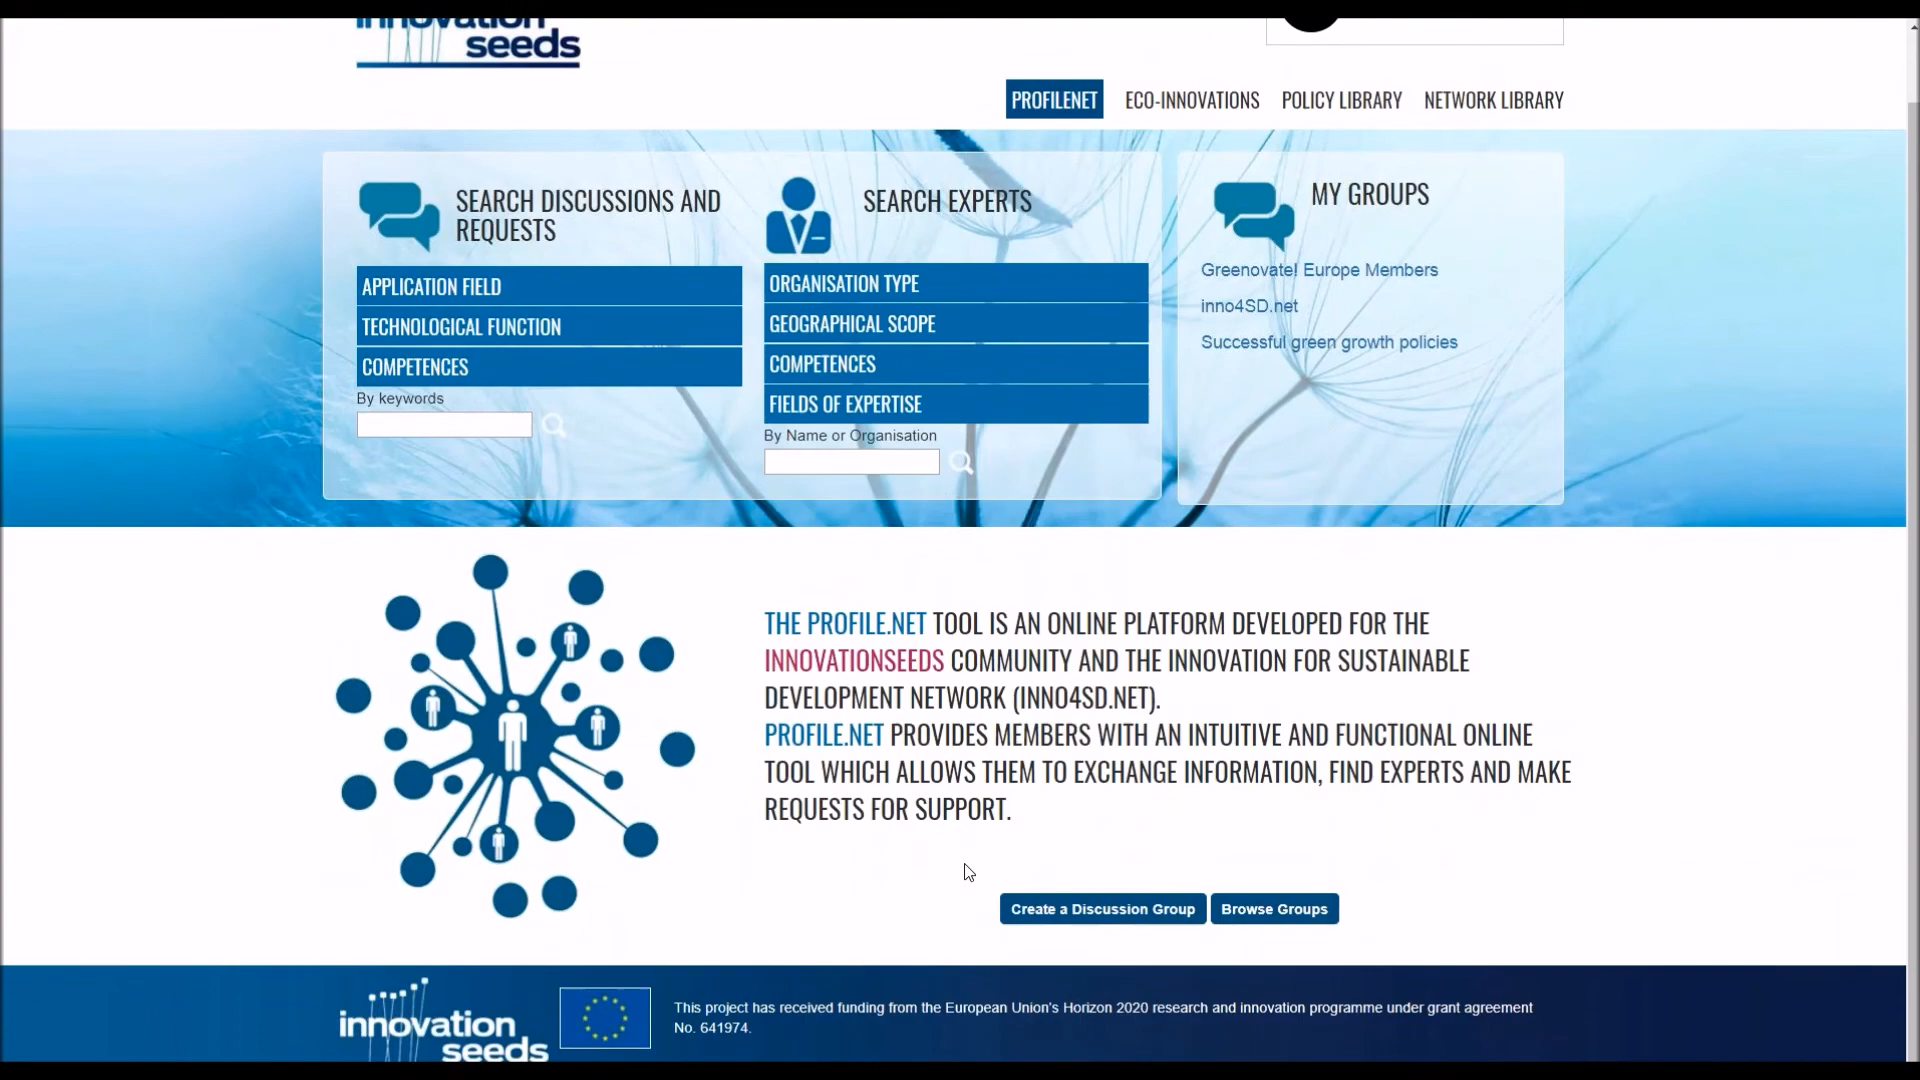 innovation
seeds
PROFILENET
ECO-INNOVATIONS
POLICY LIBRARY
NETWORK LIBRARY
SEARCH DISCUSSIONS AND
REQUESTS
APPLICATION FIELD
TECHNOLOGICAL FUNCTION
COMPETENCES
By keywords
SEARCH EXPERTS
ORGANISATION TYPE
GEOGRAPHICAL SCOPE
COMPETENCES
FIELDS OF EXPERTISE
By Name or Organisation
MY GROUPS
Greenovate! Europe Members
inno4SD.net
Successful green growth policies
THE PROFILE.NET TOOL IS AN ONLINE PLATFORM DEVELOPED FOR THE
INNOVATIONSEEDS COMMUNITY AND THE INNOVATION FOR SUSTAINABLE
DEVELOPMENT NETWORK (INNO4SD.NET).
PROFILE.NET PROVIDES MEMBERS WITH AN INTUITIVE AND FUNCTIONAL ONLINE
TOOL WHICH ALLOWS THEM TO EXCHANGE INFORMATION, FIND EXPERTS AND MAKE
REQUESTS FOR SUPPORT.
Create a Discussion Group
Browse Groups
innovation
seeds
This project has received funding from the European Union's Horizon 2020 research and innovation programme under grant agreement
No. 641974.